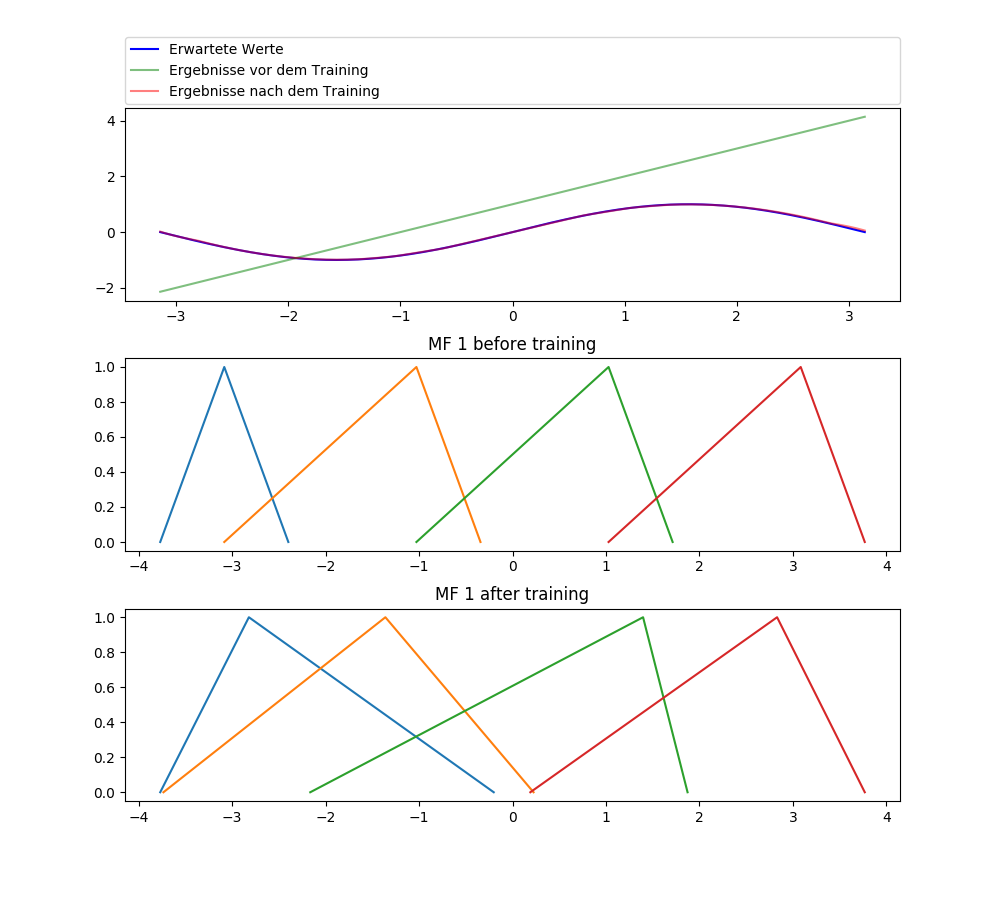 Erwartete Werte
Ergebnisse vor dem Training
Ergebnisse nach dem Training
4
2
0
−2
−3 −2 −1 0 1 2 3
MF 1 before training
1.0
0.8
0.6
0.4
0.2
0.0
−4 −3 −2 −1 0 1 2 3 4
MF 1 after training
1.0
0.8
0.6
0.4
0.2
0.0
−4 −3 −2 −1 0 1 2 3 4